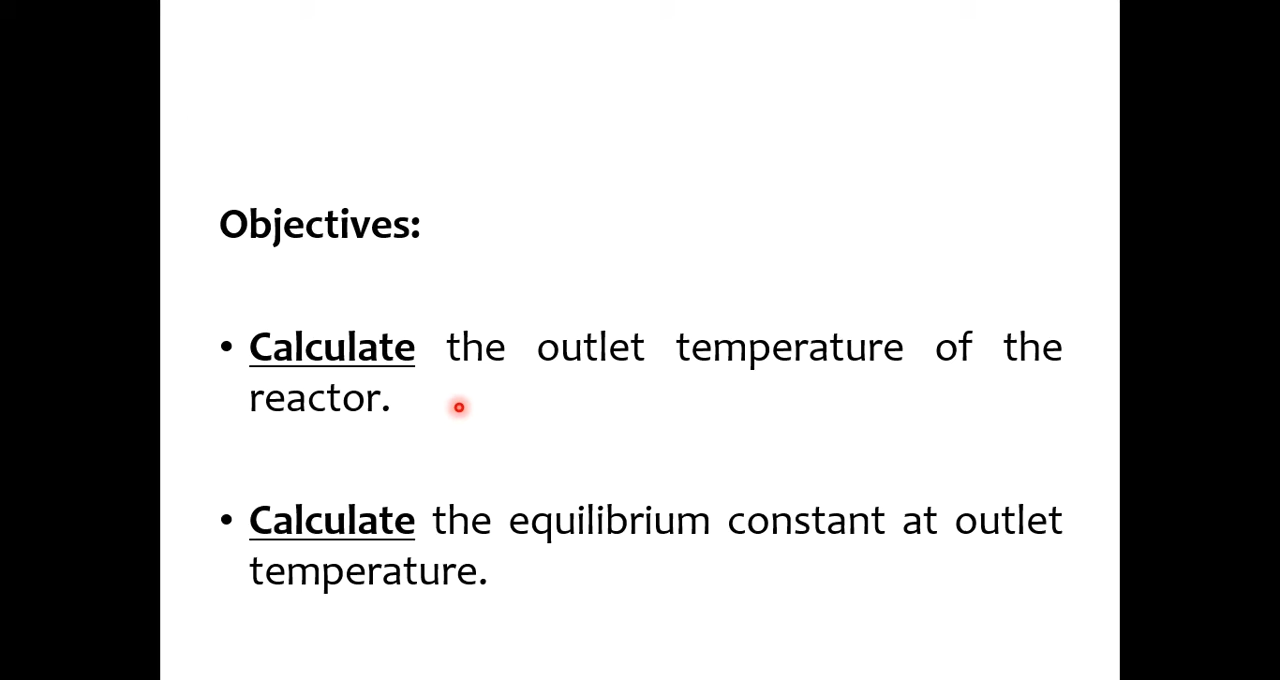 Objectives:
• Calculate the outlet temperature of the
reactor.
• Calculate the equilibrium constant at outlet
temperature.